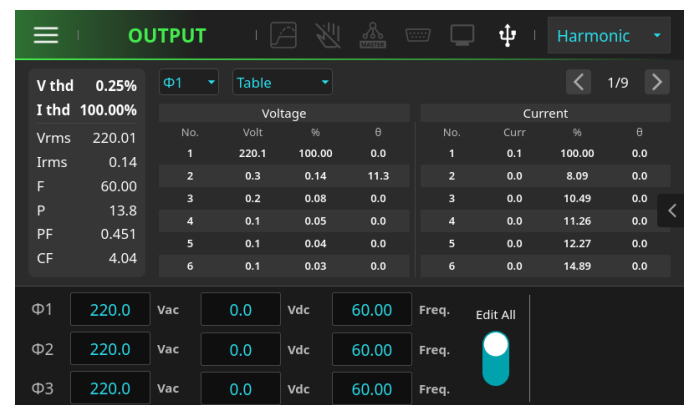 OUTPUT
MASTER
Harmonic
V thd 0.25%
I thd 100.00%
Vrms 220.01
Irms 0.14
F 60.00
P 13.8
PF 0.451
CF 4.04
Φ1 Table 1/9
Voltage Current
No. Volt % θ No. Curr % θ
1 220.1 100.00 0.0 1 0.1 100.00 0.0
2 0.3 0.14 11.3 2 0.0 8.09 0.0
3 0.2 0.08 0.0 3 0.0 10.49 0.0
4 0.1 0.05 0.0 4 0.0 11.26 0.0
5 0.1 0.04 0.0 5 0.0 12.27 0.0
6 0.1 0.03 0.0 6 0.0 14.89 0.0
Φ1 220.0 Vac 0.0 Vdc 60.00 Freq.
Edit All
Φ2 220.0 Vac 0.0 Vdc 60.00 Freq.
Φ3 220.0 Vac 0.0 Vdc 60.00 Freq.